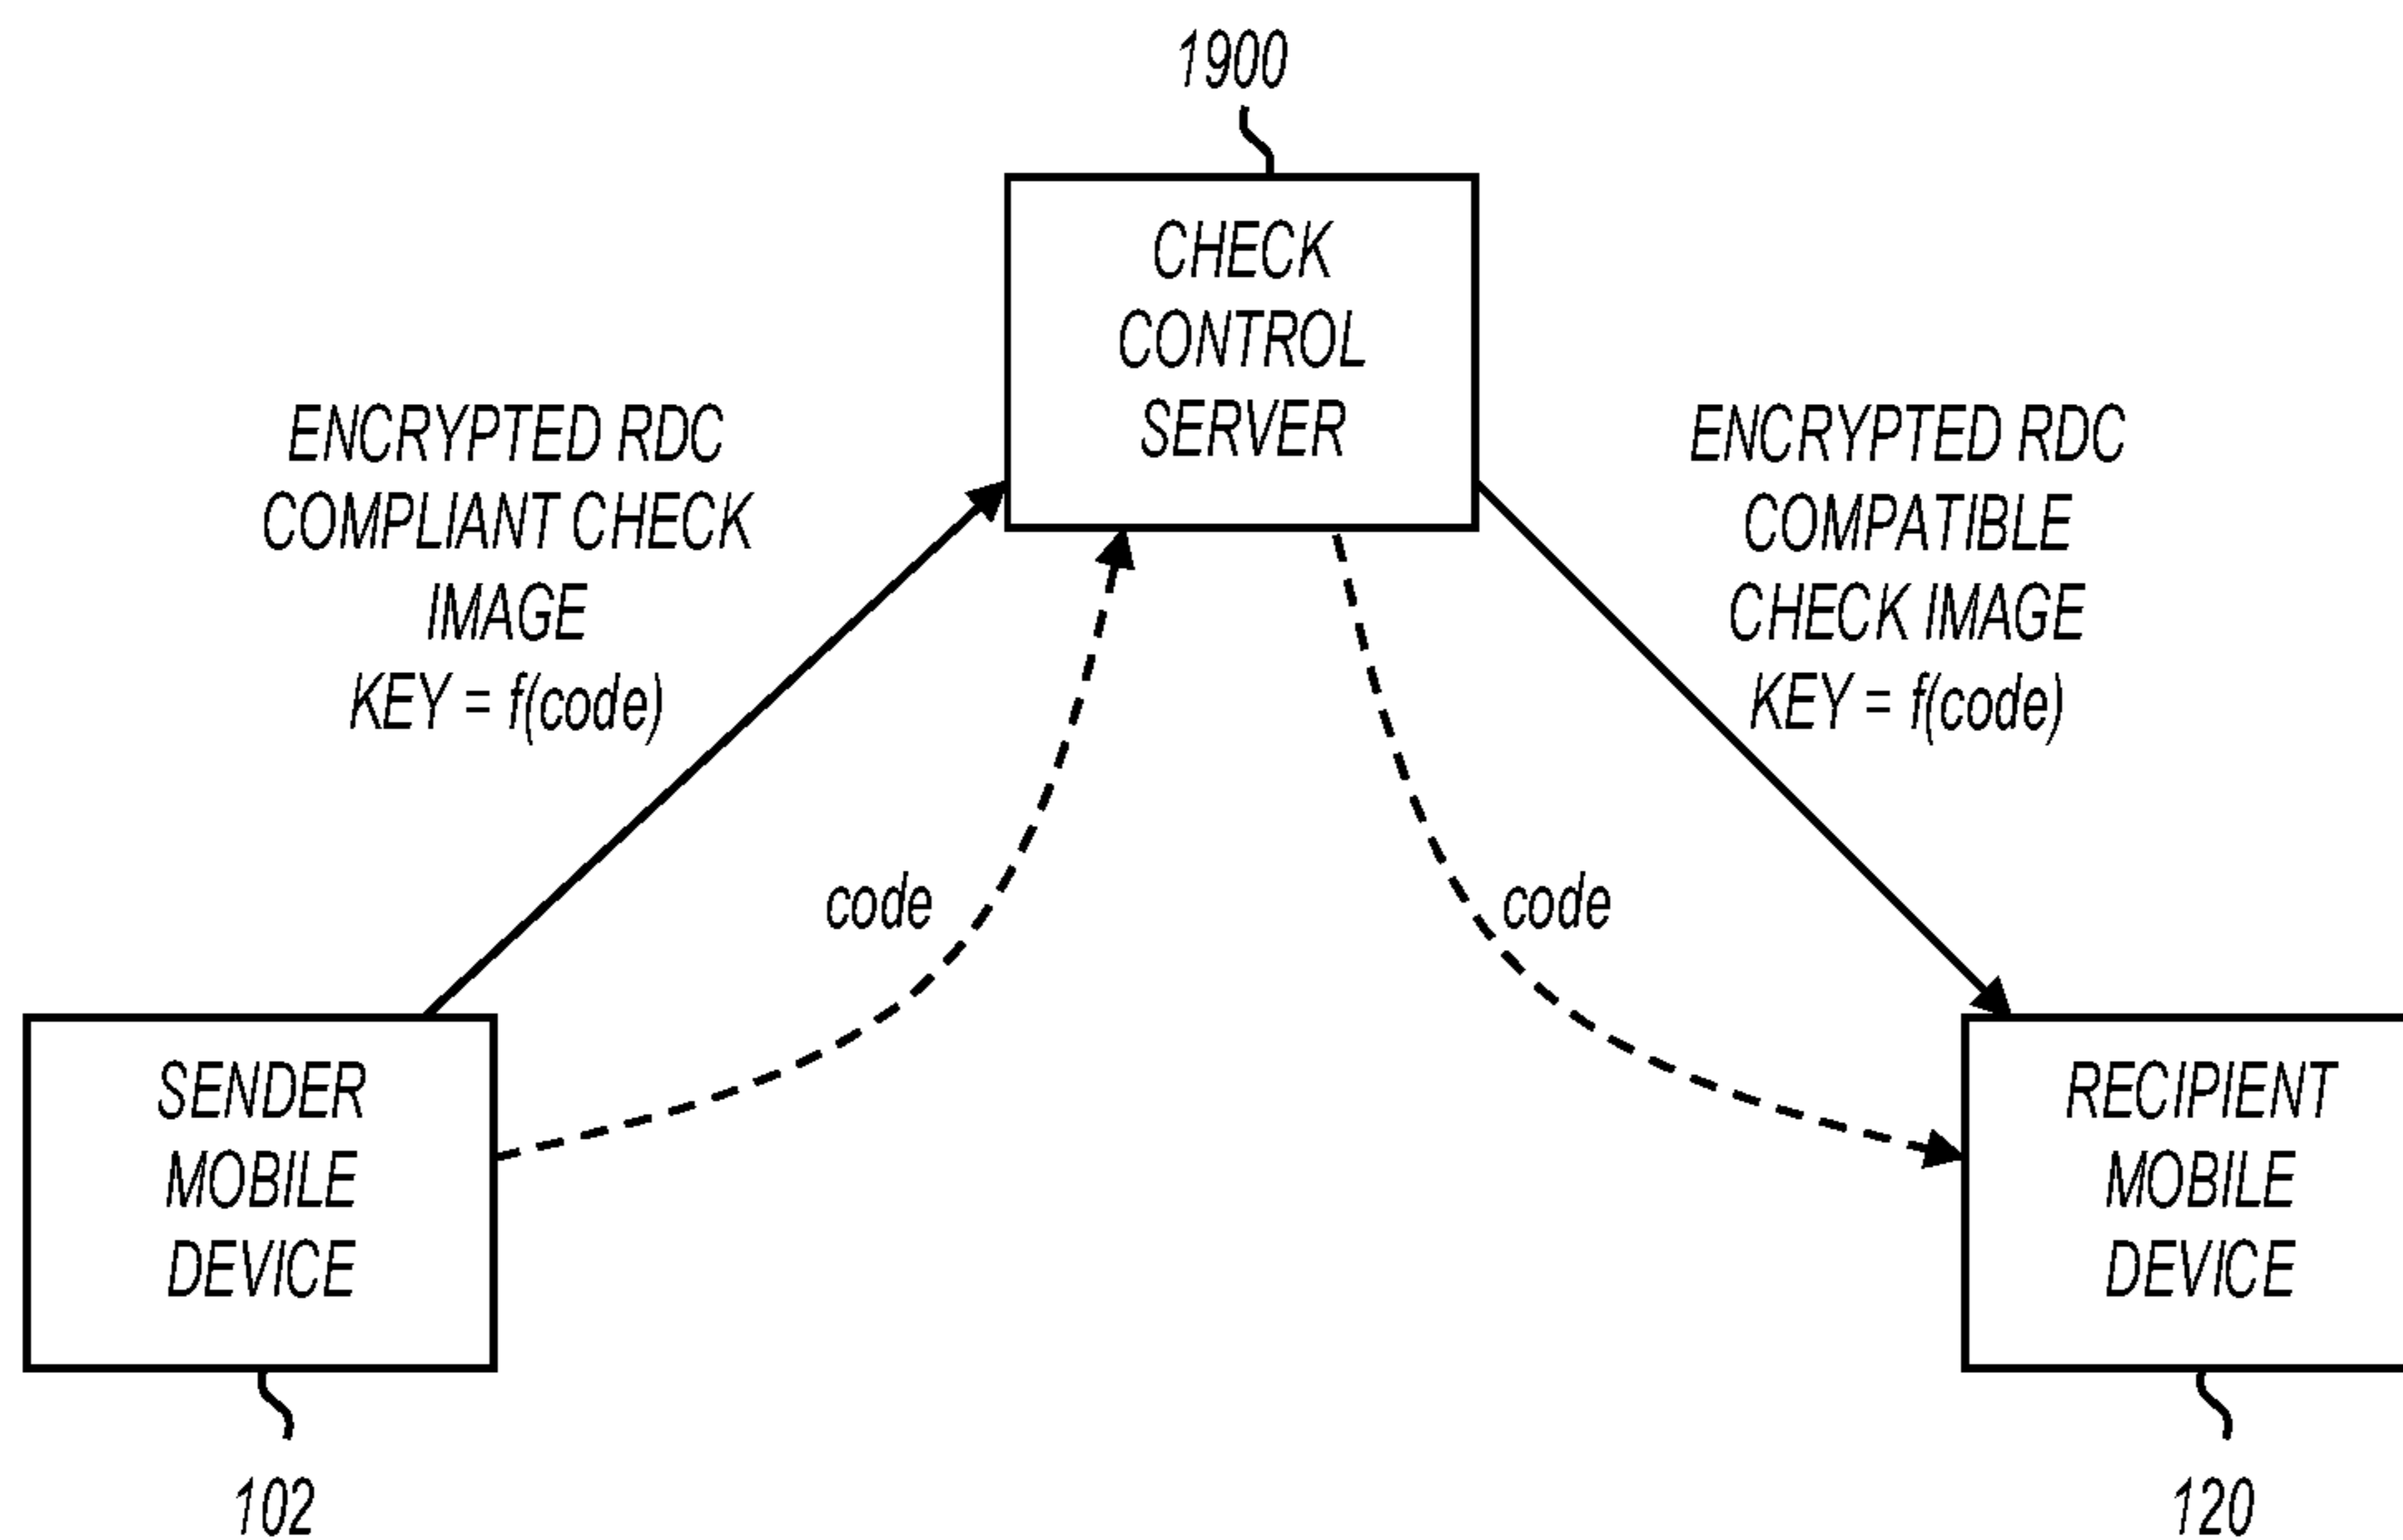 1900
CHECK
CONTROL
SERVER
ENCRYPTED RDC
COMPLIANT CHECK
IMAGE
KEY = f(code)
ENCRYPTED RDC
COMPATIBLE
CHECK IMAGE
KEY = f(code)
code
code
SENDER
MOBILE
DEVICE
RECIPIENT
MOBILE
DEVICE
102
120